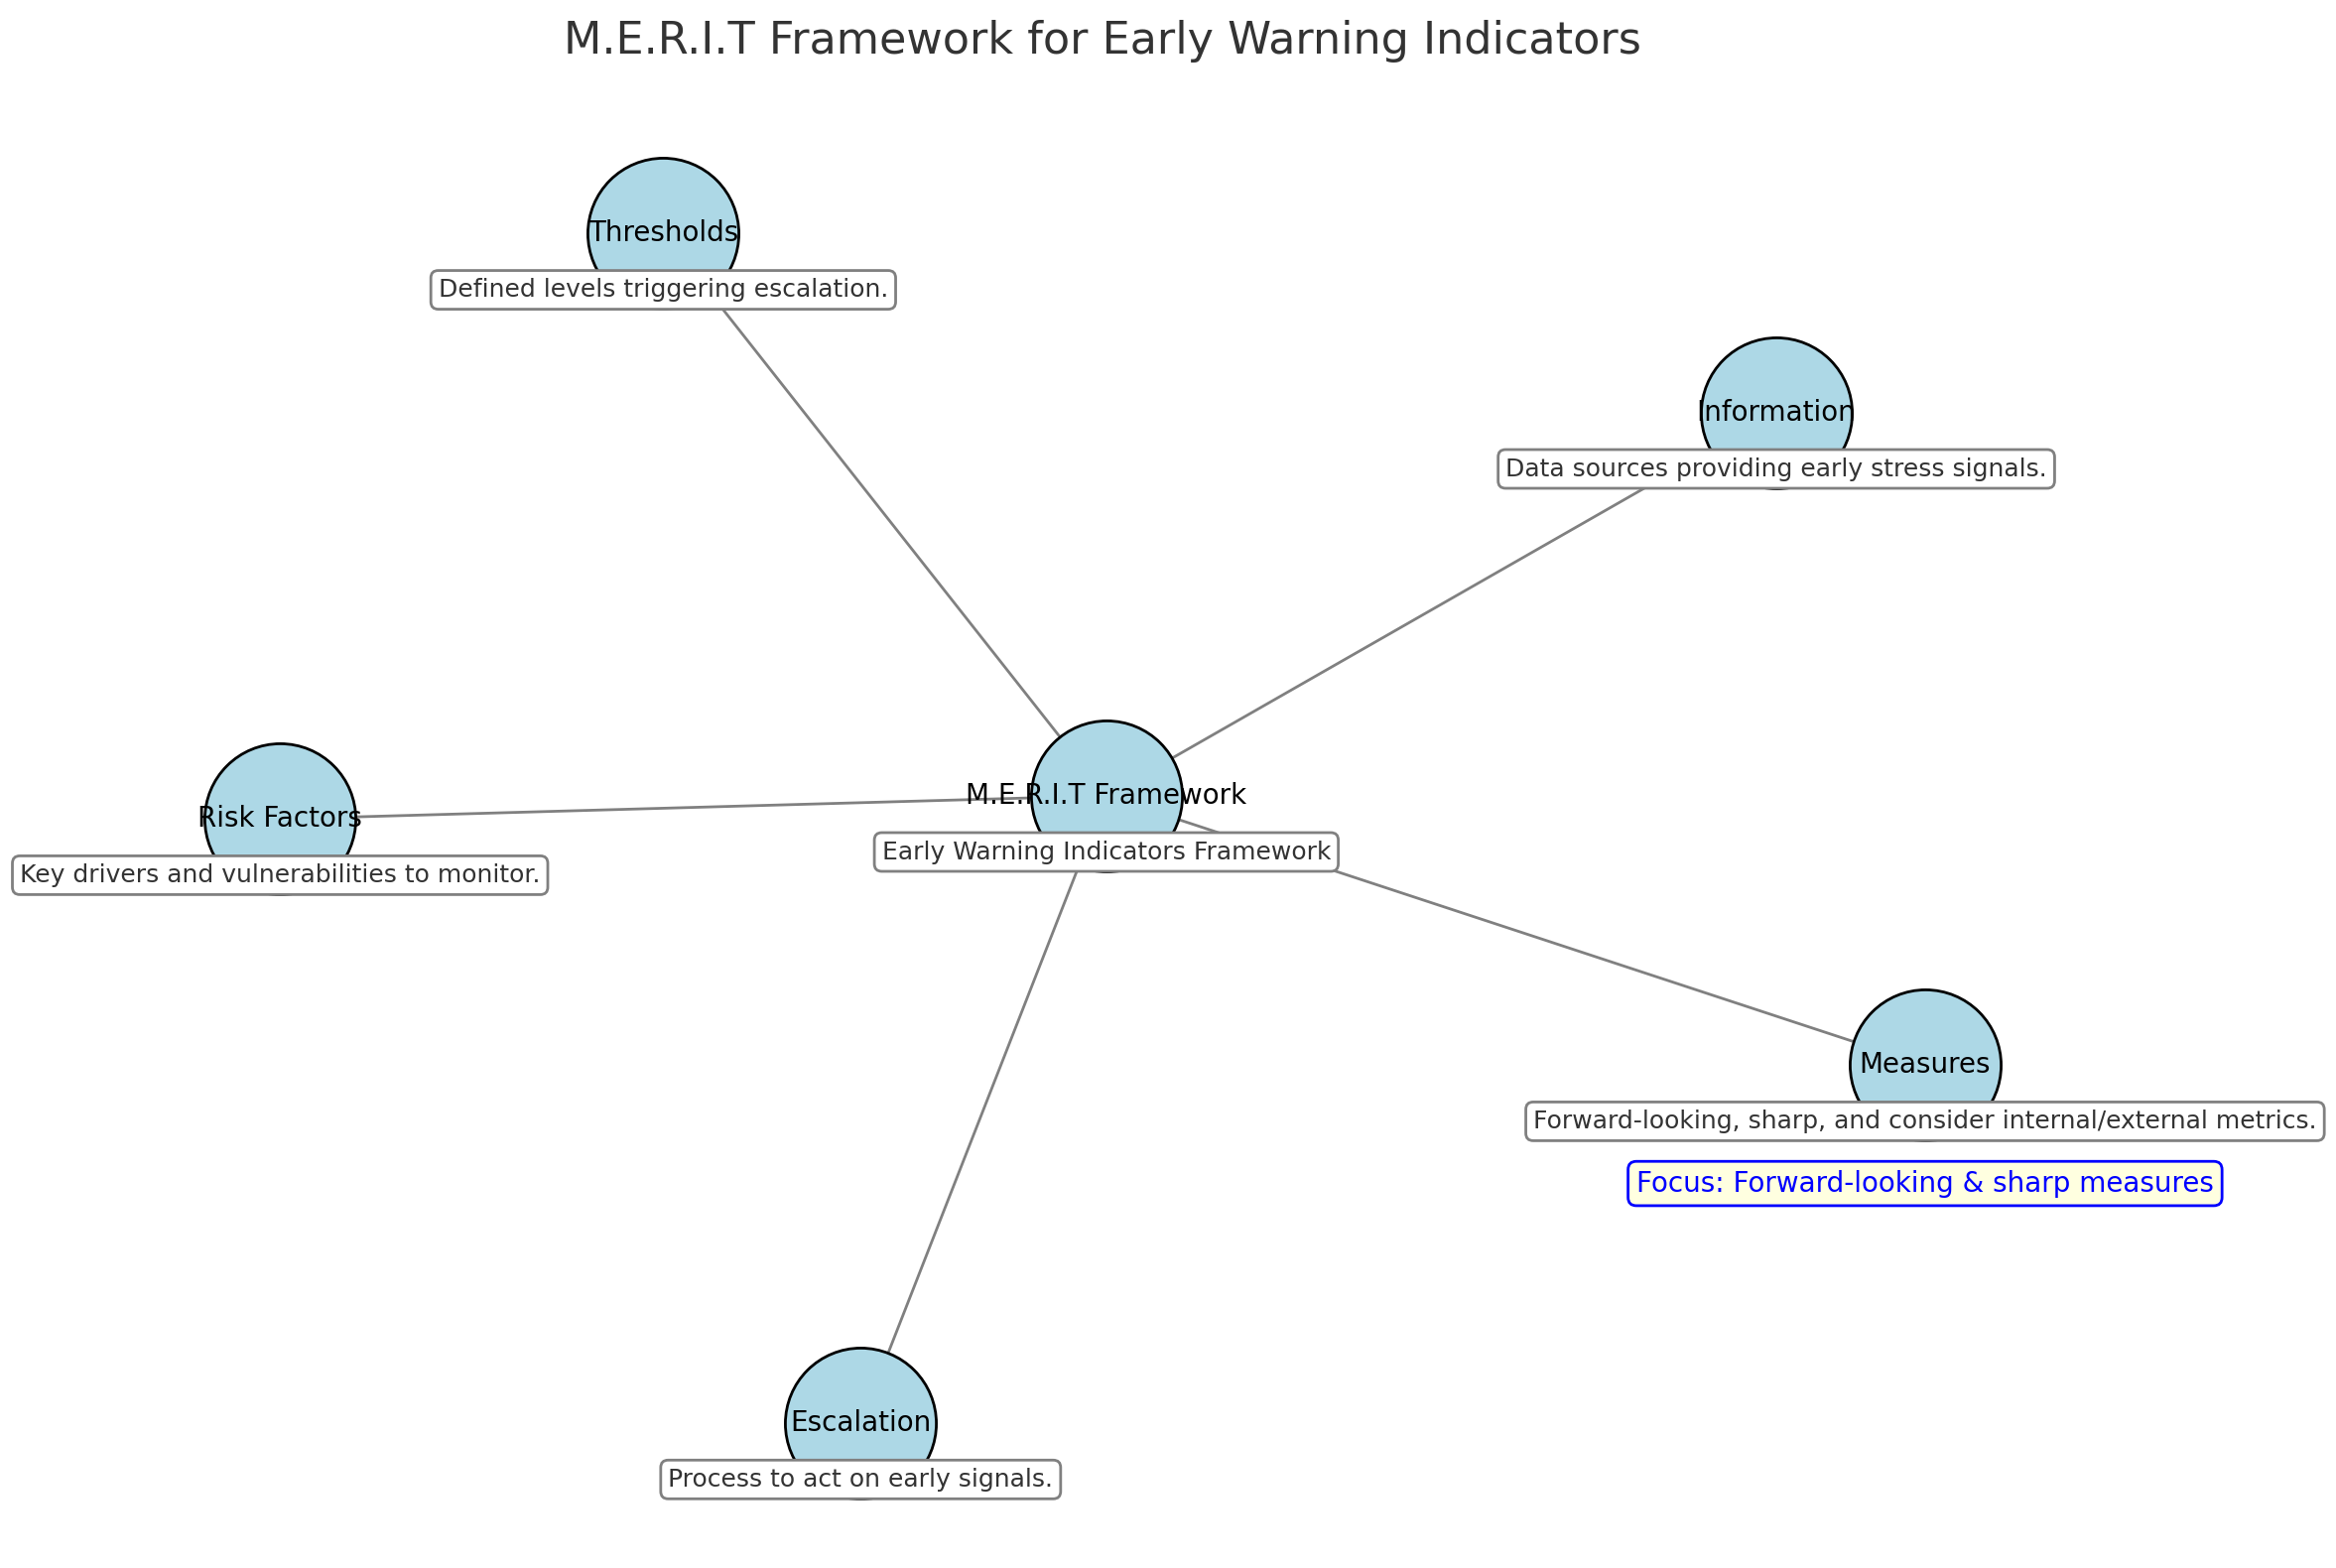 M.E.R.I.T Framework for Early Warning Indicators
Thresholds
Defined levels triggering escalation.
Information
Data sources providing early stress signals.
M.E.R.I.T Framework
Early Warning Indicators Framework
Risk Factors
Key drivers and vulnerabilities to monitor.
Measures
Forward-looking, sharp, and consider internal/external metrics.
Focus: Forward-looking & sharp measures
Escalation
Process to act on early signals.